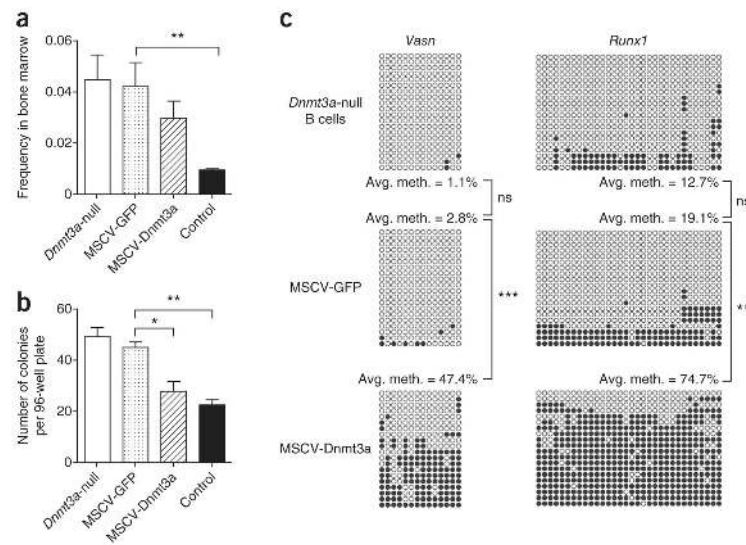 a
Frequency in bone marrow
0.06
0.04
0.02
0
**
Dnmt3a-null
MSCV-GFP
MSCV-Dnmt3a
Control
b
Number of colonies
per 96-well plate
60
40
20
0
**
*
Dnmt3a-null
MSCV-GFP
MSCV-Dnmt3a
Control
c
Vasn
Runx1
Dnmt3a-null
B cells
Avg. meth. = 1.1%
Avg. meth. = 12.7%
ns
ns
Avg. meth. = 2.8%
Avg. meth. = 19.1%
MSCV-GFP
***
**
Avg. meth. = 47.4%
Avg. meth. = 74.7%
MSCV-Dnmt3a